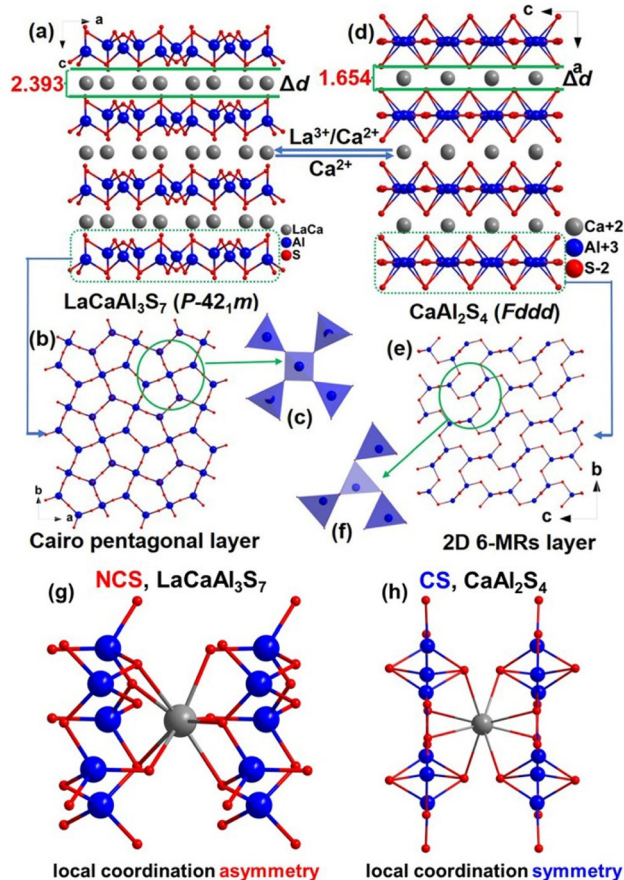 (a)
a
c
2.393
Δd
LaCa
Al
S
LaCaAl₃S₇ (P-42₁m)
(d)
c
a
1.654
Δd
La³⁺/Ca²⁺
Ca²⁺
Ca+2
Al+3
S-2
CaAl₂S₄ (Fddd)
(b)
(c)
b
a
Cairo pentagonal layer
(e)
(f)
b
c
2D 6-MRs layer
(g) NCS, LaCaAl₃S₇
local coordination asymmetry
(h) CS, CaAl₂S₄
local coordination symmetry